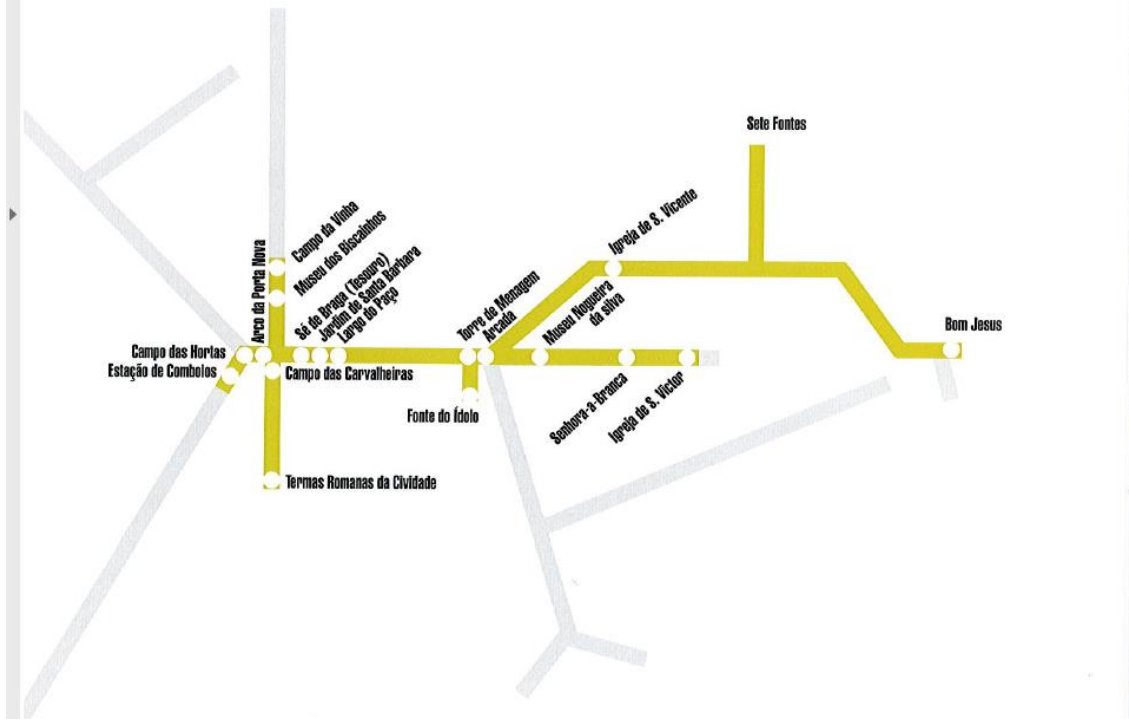 Sete Fontes
Igreja de S. Vicente
Campo da Vinha
Museu dos Biscainhos
Arco da Porta Nova
Sé de Braga (Tesouro)
Jardim de Santa Barbara
Largo do Paço
Torre de Menagem
Arcada
Museu Nogueira
da silva
Bom Jesus
Campo das Hortas
Estação de Comboios
Campo das Carvalheiras
Fonte do Ídolo
Senhora-a-Branca
Igreja de S. Victor
Termas Romanas da Cividade